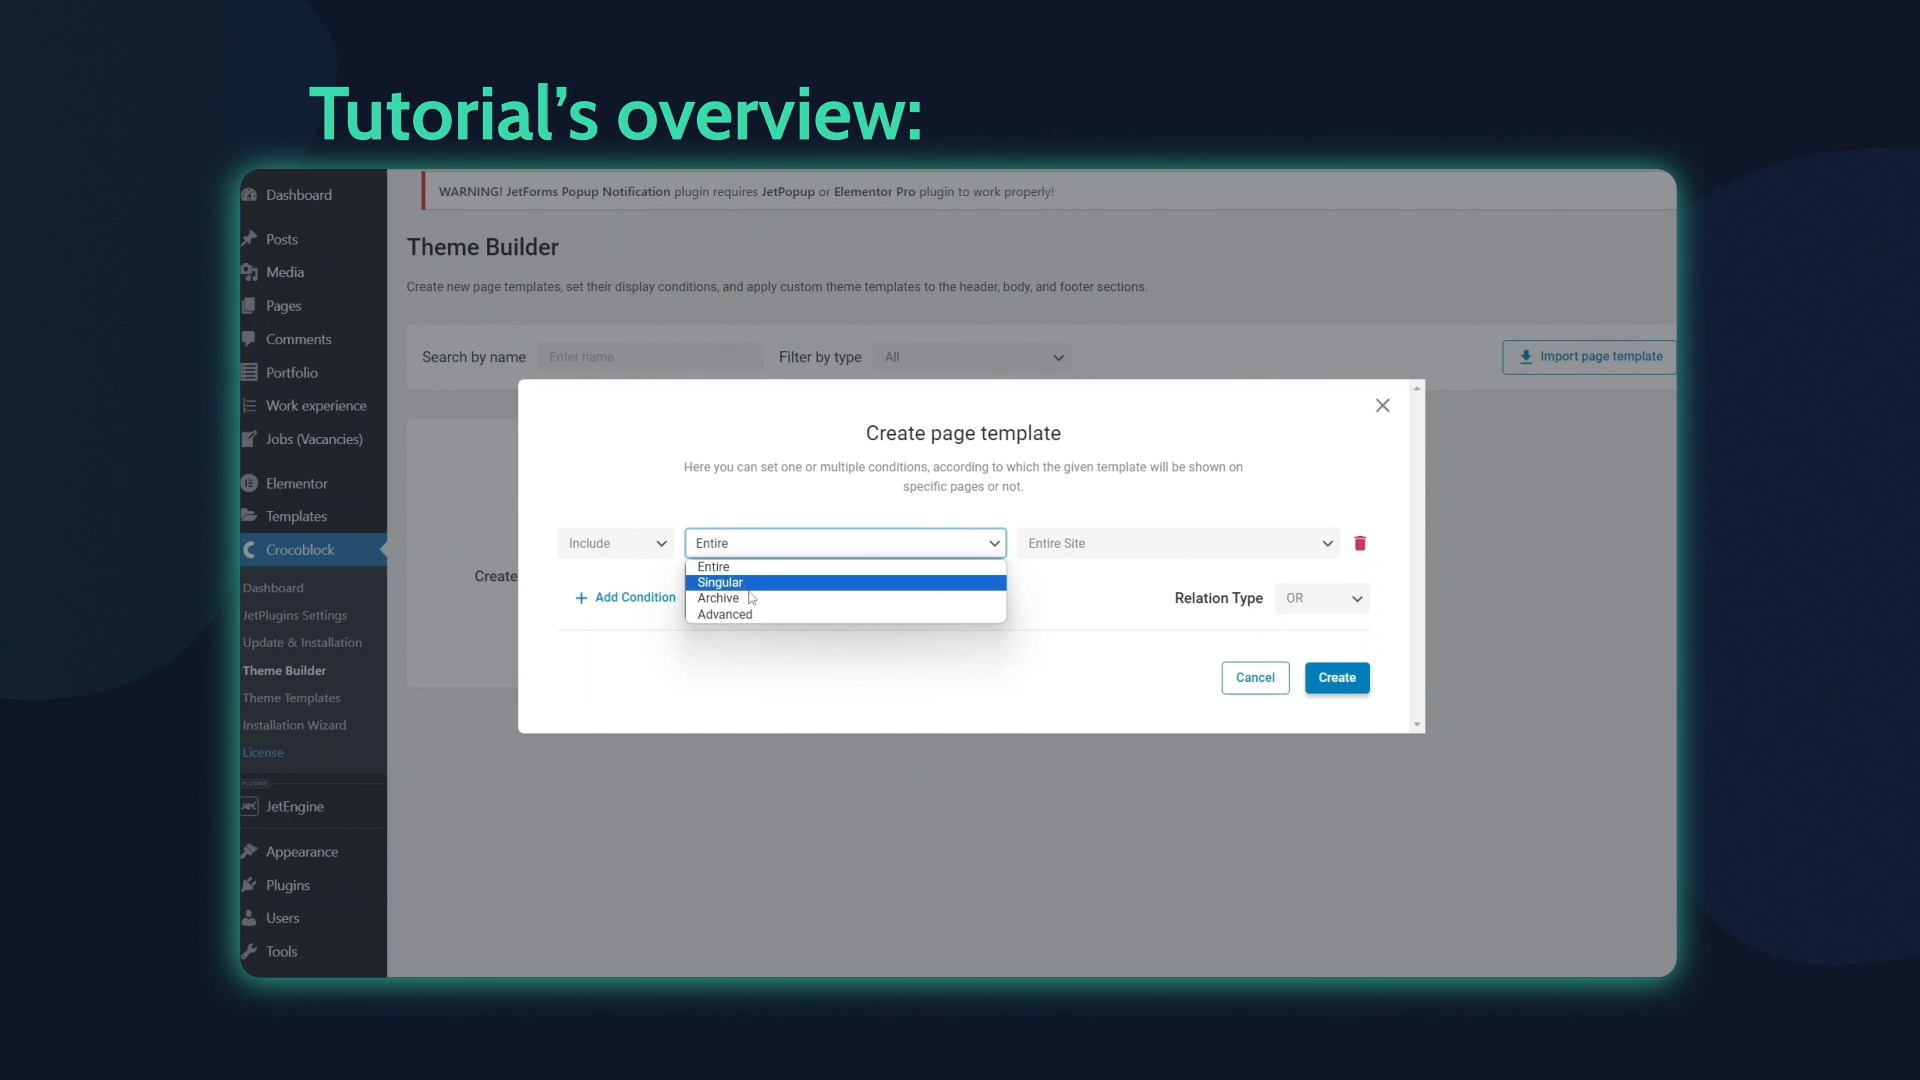 Tutorial’s overview:
Dashboard
Posts
Media
Pages
Comments
Portfolio
Work experience
Jobs (Vacancies)
Elementor
Templates
Crocoblock
Dashboard
JetPlugins Settings
Update & Installation
Theme Builder
Theme Templates
Installation Wizard
License
PLUGINS
Jet JetEngine
Appearance
Plugins
Users
Tools
WARNING! JetForms Popup Notification plugin requires JetPopup or Elementor Pro plugin to work properly!
Theme Builder
Create new page templates, set their display conditions, and apply custom theme templates to the header, body, and footer sections.
Search by name Enter name Filter by type All Import page template
Create
Create page template
Here you can set one or multiple conditions, according to which the given template will be shown on
specific pages or not.
Include Entire Entire Site
Entire
Singular
Archive
Advanced
+ Add Condition Relation Type OR
Cancel Create